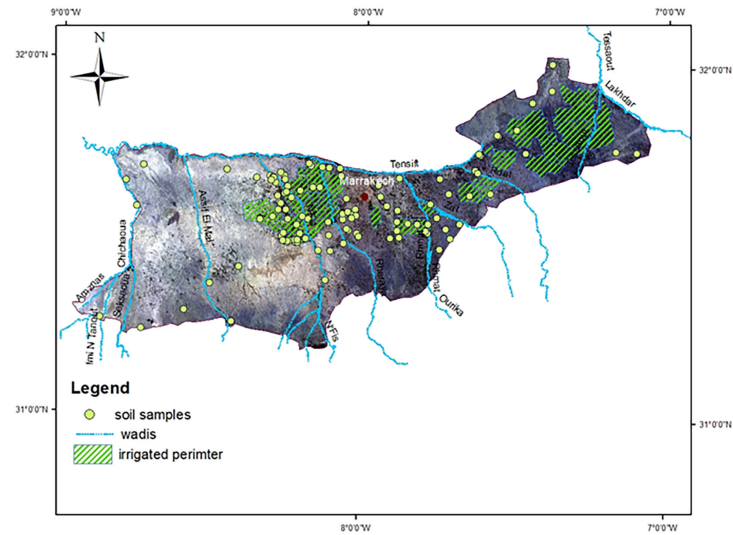 9°0'0"W
8°0'0"W
7°0'0"W
N
32°0'0"N
32°0'0"N
Tessaout
Lakhdar
Tensift
Marrakech
Rdat
Zat
Assif El Mal
Chichaoua
Ameznas
Seksaoua
Imi N Tanout
N'Fis
Rheraya
Ourika
Legend
soil samples
wadis
irrigated perimter
31°0'0"N
31°0'0"N
8°0'0"W
7°0'0"W